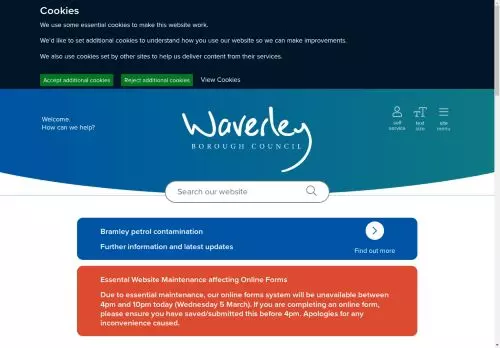 Cookies
We use some essential cookies to make this website work.
We'd like to set additional cookies to understand how you use our website so we can make improvements.
We also use cookies set by other sites to help us deliver content from their services.
Accept additional cookies
Reject additional cookies
View Cookies
Welcome.
How can we help?
Waverley
BOROUGH COUNCIL
self
service
text
size
site
menu
Search our website
Bramley petrol contamination
Further information and latest updates
Find out more
Essental Website Maintenance affecting Online Forms
Due to essential maintenance, our online forms system will be unavailable between
4pm and 10pm today (Wednesday 5 March). If you are completing an online form,
please ensure you have saved/submitted this before 4pm. Apologies for any
inconvenience caused.